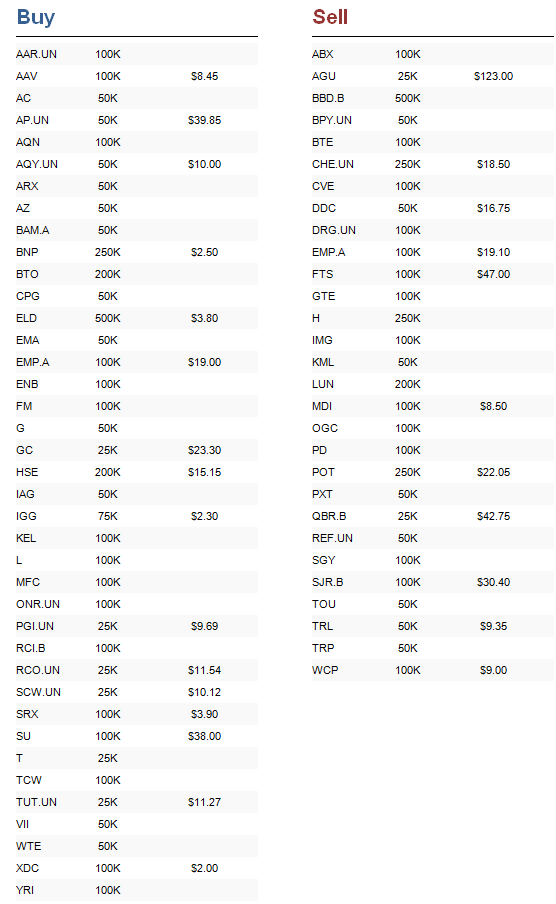 Buy
AAR.UN 100K
AAV 100K $8.45
AC 50K
AP.UN 50K $39.85
AQN 100K
AQY.UN 50K $10.00
ARX 50K
AZ 50K
BAM.A 50K
BNP 250K $2.50
BTO 200K
CPG 50K
ELD 500K $3.80
EMA 50K
EMP.A 100K $19.00
ENB 100K
FM 100K
G 50K
GC 25K $23.30
HSE 200K $15.15
IAG 50K
IGG 75K $2.30
KEL 100K
L 100K
MFC 100K
ONR.UN 100K
PGI.UN 25K $9.69
RCI.B 100K
RCO.UN 25K $11.54
SCW.UN 25K $10.12
SRX 100K $3.90
SU 100K $38.00
T 25K
TCW 100K
TUT.UN 25K $11.27
VII 50K
WTE 50K
XDC 100K $2.00
YRI 100K
Sell
ABX 100K
AGU 25K $123.00
BBD.B 500K
BPY.UN 50K
BTE 100K
CHE.UN 250K $18.50
CVE 100K
DDC 50K $16.75
DRG.UN 100K
EMP.A 100K $19.10
FTS 100K $47.00
GTE 100K
H 250K
IMG 100K
KML 50K
LUN 200K
MDI 100K $8.50
OGC 100K
PD 100K
POT 250K $22.05
PXT 50K
QBR.B 25K $42.75
REF.UN 50K
SGY 100K
SJR.B 100K $30.40
TOU 50K
TRL 50K $9.35
TRP 50K
WCP 100K $9.00